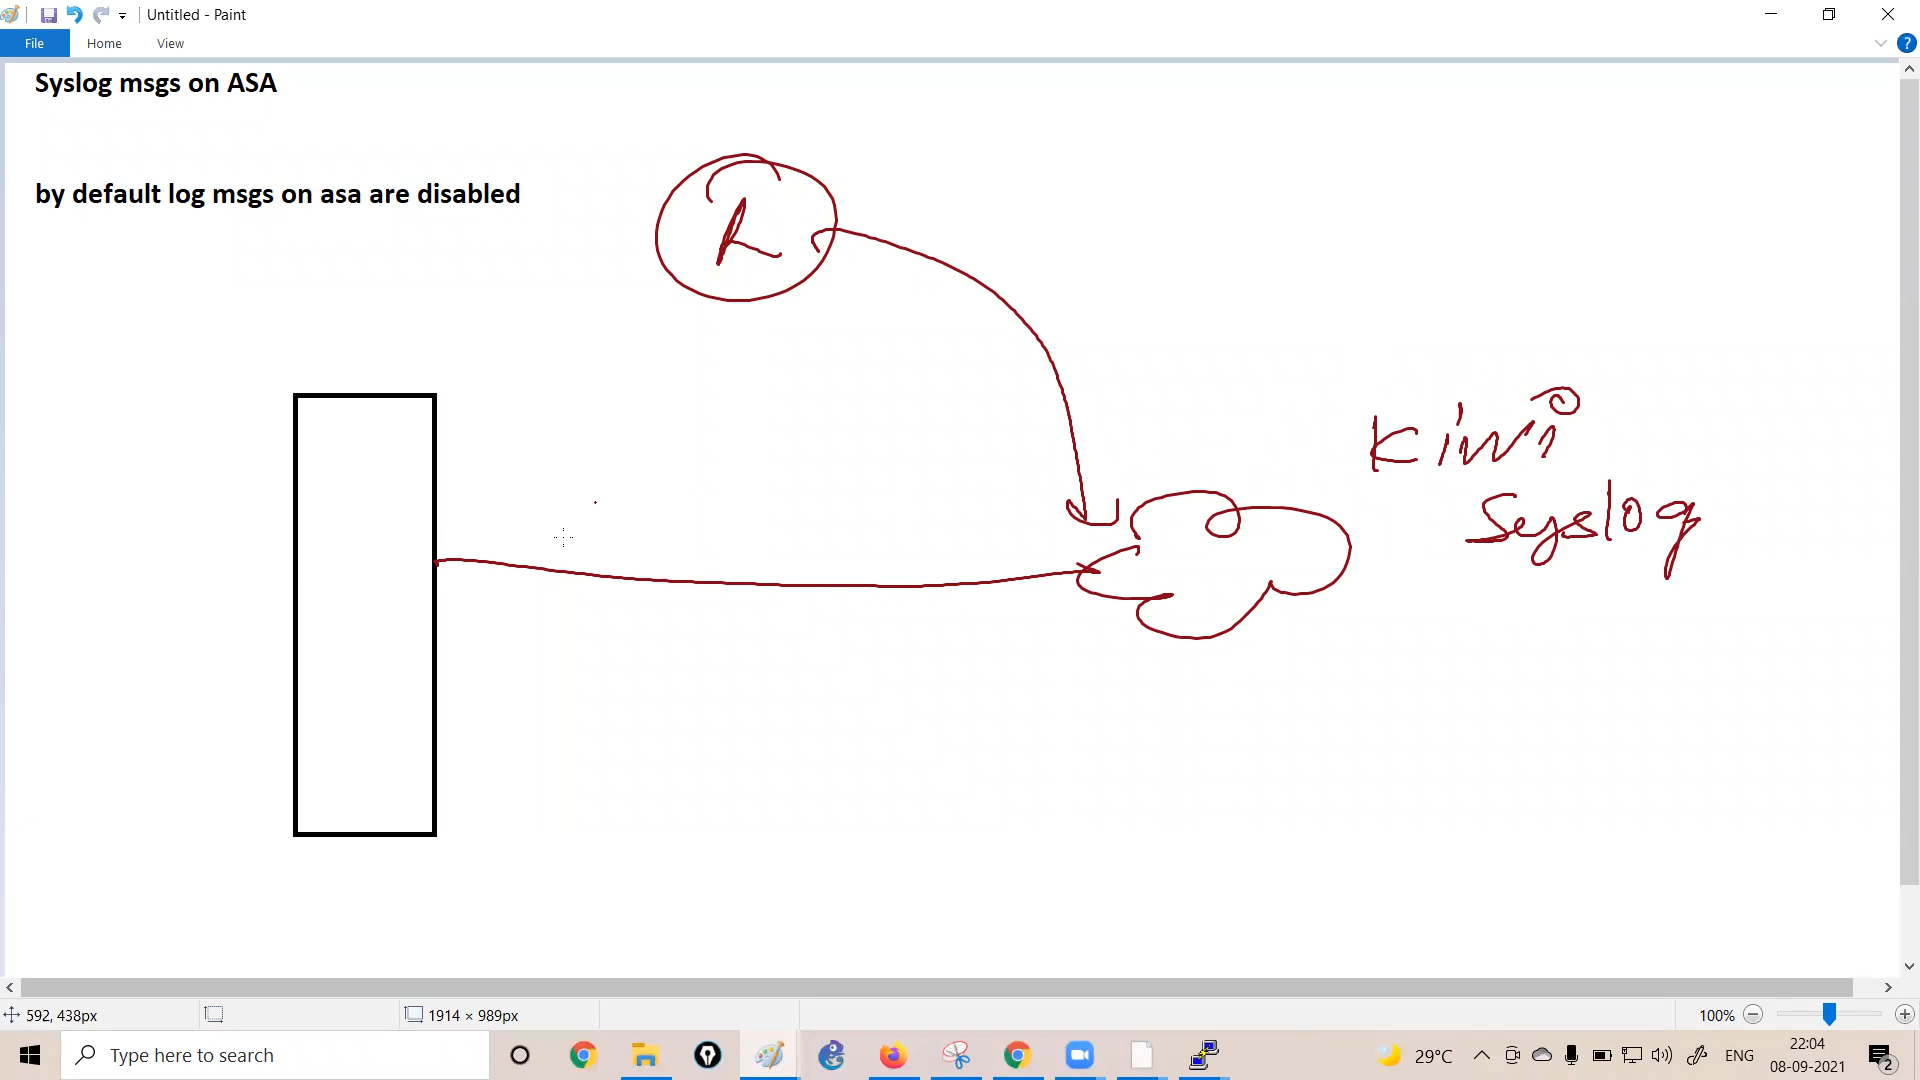 Untitled - Paint
File Home View
Syslog msgs on ASA
by default log msgs on asa are disabled
Kiwi
Syslog
592, 438px
1914 × 989px
100%
Type here to search
29°C
ENG
22:04
08-09-2021
2